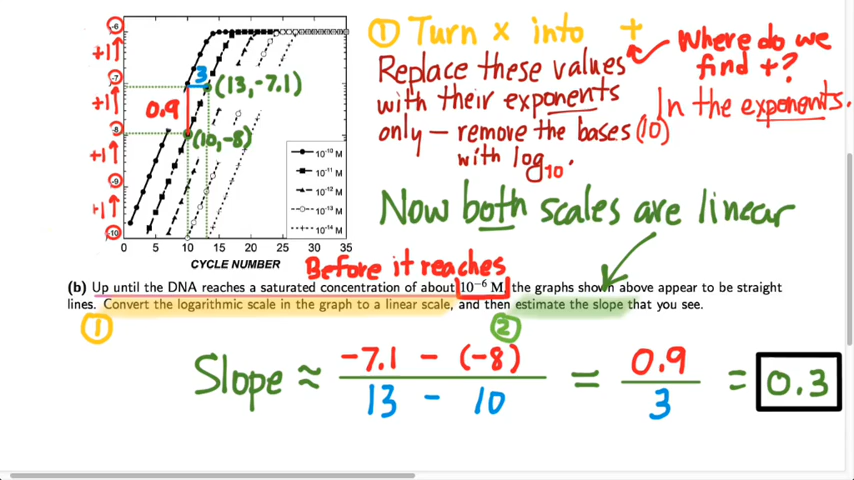 -6
+1
-7
+1
-8
+1
-9
+1
-10
3
(13, -7.1)
0.9
(10, -8)
10⁻¹⁰ M
10⁻¹¹ M
10⁻¹² M
10⁻¹³ M
10⁻¹⁴ M
0 5 10 15 20 25 30 35
CYCLE NUMBER
① Turn × into +
Where do we
find +?
In the exponents.
Replace these values
with their exponents
only – remove the bases (10)
with log₁₀.
Now both scales are linear
Before it reaches
(b) Up until the DNA reaches a saturated concentration of about 10⁻⁶ M, the graphs shown above appear to be straight
lines. Convert the logarithmic scale in the graph to a linear scale, and then estimate the slope that you see.
① ②
Slope ≈ -7.1 - (-8) / 13 - 10 = 0.9 / 3 = 0.3